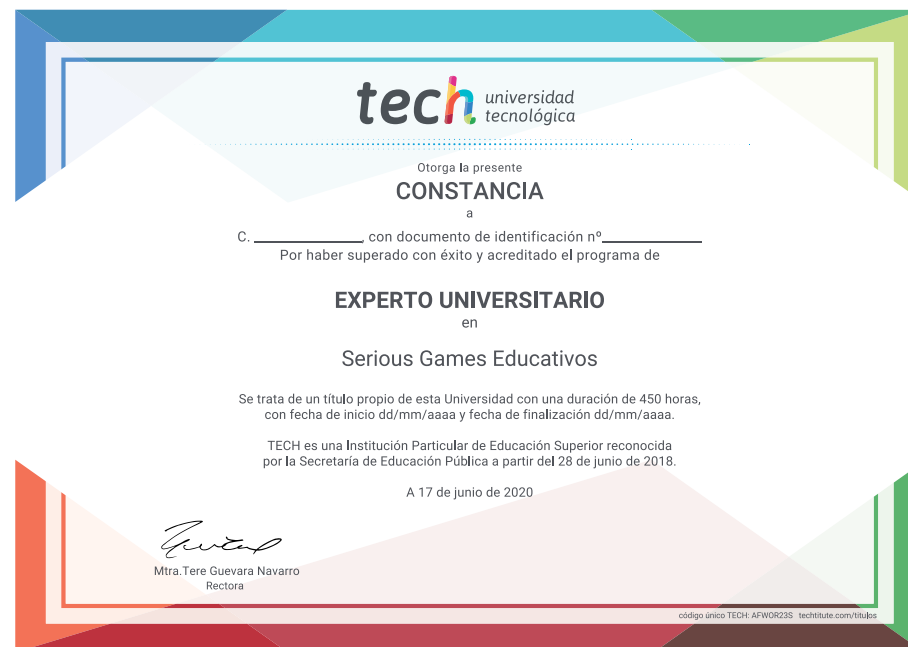 tech universidad
tecnológica
Otorga la presente
CONSTANCIA
a
C. ______________, con documento de identificación nº_____________
Por haber superado con éxito y acreditado el programa de
EXPERTO UNIVERSITARIO
en
Serious Games Educativos
Se trata de un título propio de esta Universidad con una duración de 450 horas,
con fecha de inicio dd/mm/aaaa y fecha de finalización dd/mm/aaaa.
TECH es una Institución Particular de Educación Superior reconocida
por la Secretaría de Educación Pública a partir del 28 de junio de 2018.
A 17 de junio de 2020
Mtra.Tere Guevara Navarro
Rectora
código único TECH: AFWOR23S techtitute.com/titulos